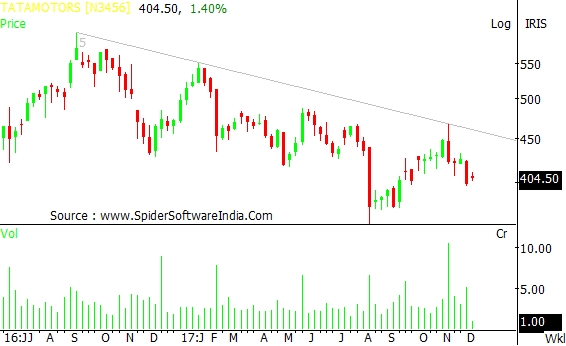 TATAMOTORS [N3456] 404.50, 1.40%
Price Log IRIS
5
550
500
450
404.50
Source : www.SpiderSoftwareIndia.Com
Vol Cr
10.00
5.00
1.00
16:JJ A S O N D 17:J F M A M J J A S O N D Wkl